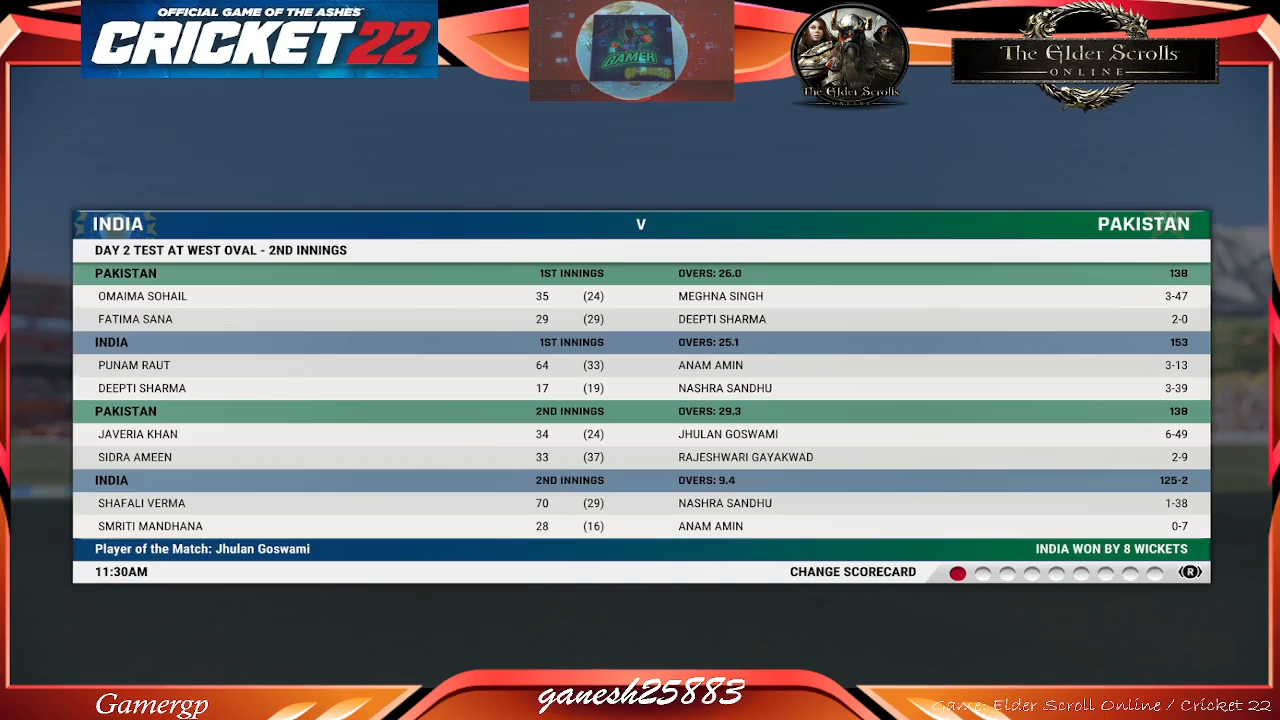 OFFICIAL GAME OF THE ASHES
CRICKET 22
GAMER
The Elder Scrolls
ONLINE
The Elder Scrolls
ONLINE
INDIA V PAKISTAN
DAY 2 TEST AT WEST OVAL - 2ND INNINGS
PAKISTAN 1ST INNINGS OVERS: 26.0 138
OMAIMA SOHAIL 35 (24) MEGHNA SINGH 3-47
FATIMA SANA 29 (29) DEEPTI SHARMA 2-0
INDIA 1ST INNINGS OVERS: 25.1 153
PUNAM RAUT 64 (33) ANAM AMIN 3-13
DEEPTI SHARMA 17 (19) NASHRA SANDHU 3-39
PAKISTAN 2ND INNINGS OVERS: 29.3 138
JAVERIA KHAN 34 (24) JHULAN GOSWAMI 6-49
SIDRA AMEEN 33 (37) RAJESHWARI GAYAKWAD 2-9
INDIA 2ND INNINGS OVERS: 9.4 125-2
SHAFALI VERMA 70 (29) NASHRA SANDHU 1-38
SMRITI MANDHANA 28 (16) ANAM AMIN 0-7
Player of the Match: Jhulan Goswami INDIA WON BY 8 WICKETS
11:30AM CHANGE SCORECARD R
Gamergp ganesh25883 Game: Elder Scroll Online / Cricket 22